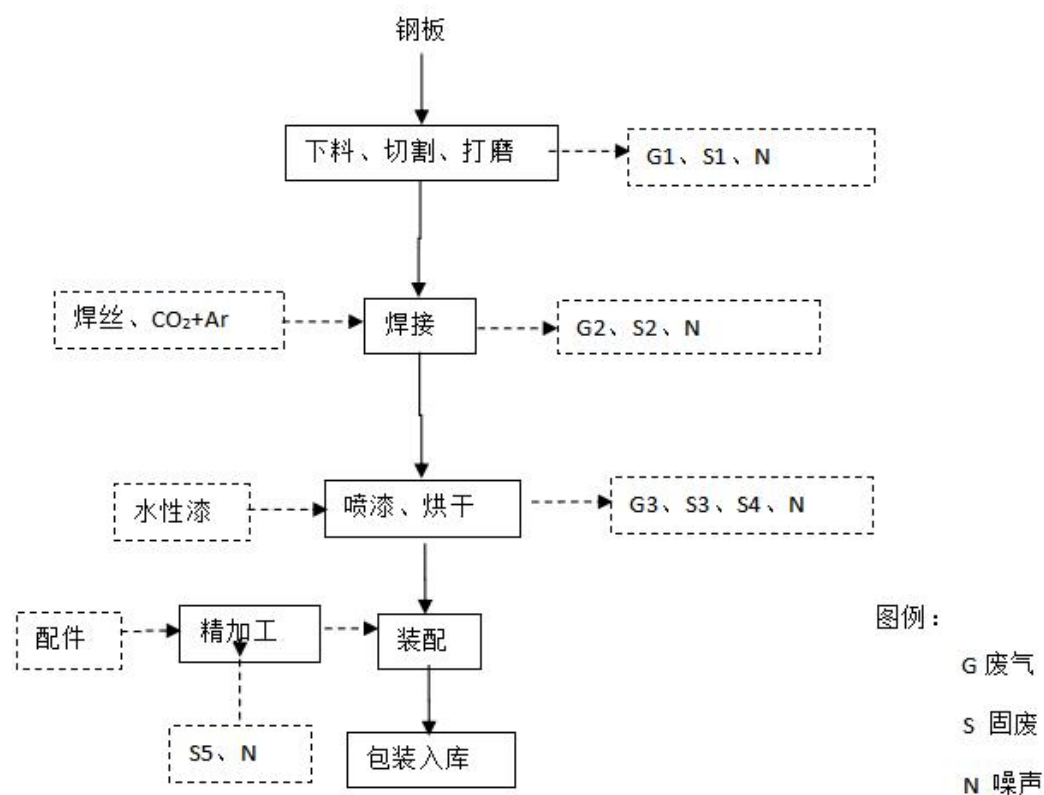 钢板
下料、切割、打磨
G1、S1、N
焊丝、CO₂+Ar
焊接
G2、S2、N
水性漆
喷漆、烘干
G3、S3、S4、N
配件
精加工
装配
S5、N
包装入库
图例：
G 废气
S 固废
N 噪声